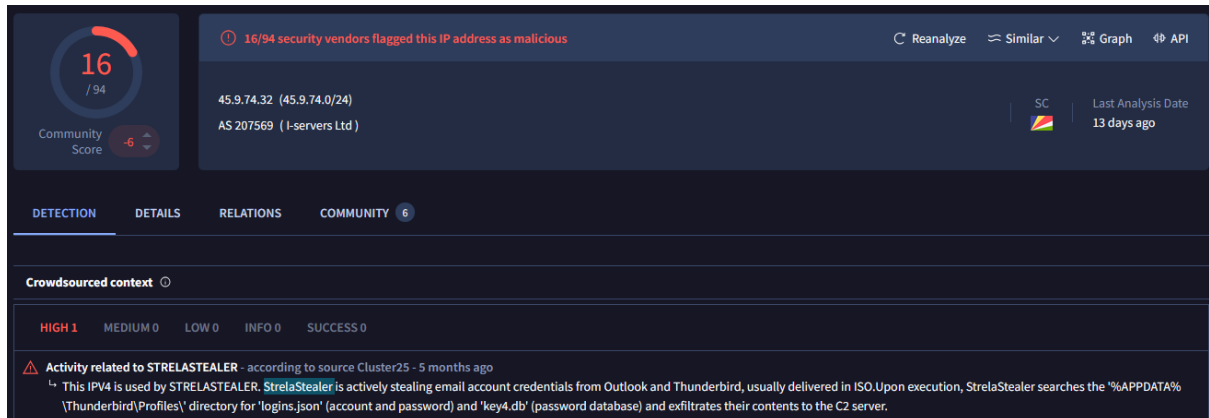 16
/ 94
Community
Score
-6
16/94 security vendors flagged this IP address as malicious
Reanalyze
Similar
Graph
API
45.9.74.32 (45.9.74.0/24)
AS 207569 ( I-servers Ltd )
SC
Last Analysis Date
13 days ago
DETECTION
DETAILS
RELATIONS
COMMUNITY 6
Crowdsourced context
HIGH 1
MEDIUM 0
LOW 0
INFO 0
SUCCESS 0
Activity related to STRELASTEALER - according to source Cluster25 - 5 months ago
This IPV4 is used by STRELASTEALER. StrelaStealer is actively stealing email account credentials from Outlook and Thunderbird, usually delivered in ISO.Upon execution, StrelaStealer searches the '%APPDATA%
\Thunderbird\Profiles\' directory for 'logins.json' (account and password) and 'key4.db' (password database) and exfiltrates their contents to the C2 server.